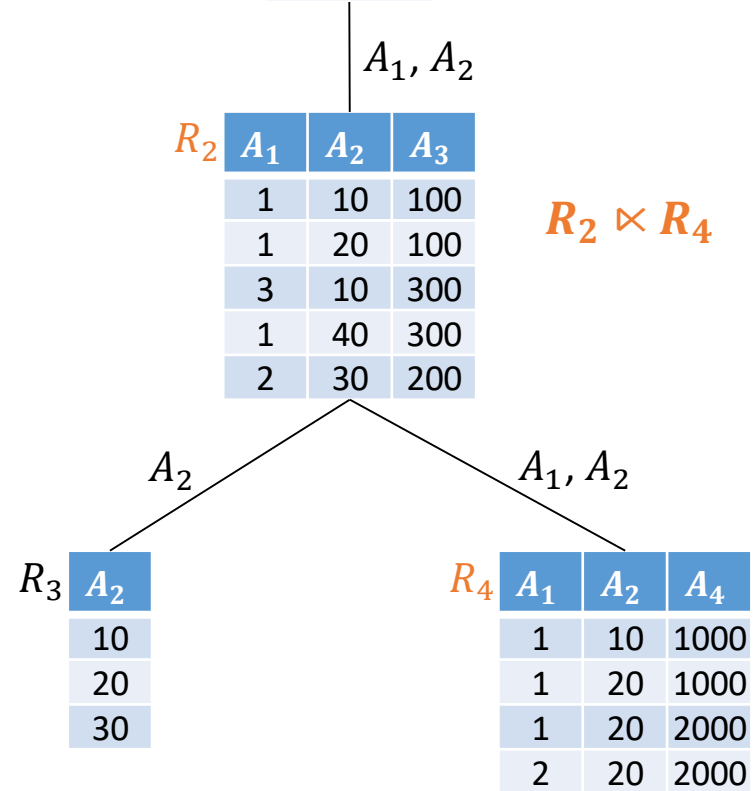 A₁, A₂
R₂ A₁ A₂ A₃
1 10 100
1 20 100
3 10 300
1 40 300
2 30 200
R₂ ⋉ R₄
A₂
A₁, A₂
R₃ A₂
10
20
30
R₄ A₁ A₂ A₄
1 10 1000
1 20 1000
1 20 2000
2 20 2000